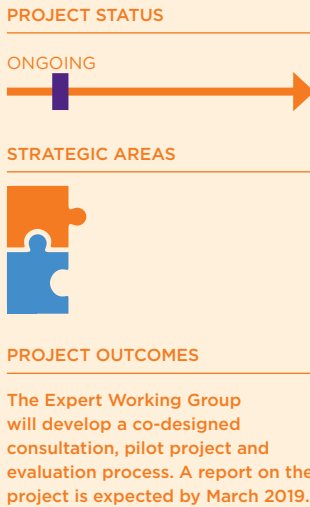 PROJECT STATUS
ONGOING
STRATEGIC AREAS
PROJECT OUTCOMES
The Expert Working Group
will develop a co-designed
consultation, pilot project and
evaluation process. A report on the
project is expected by March 2019.